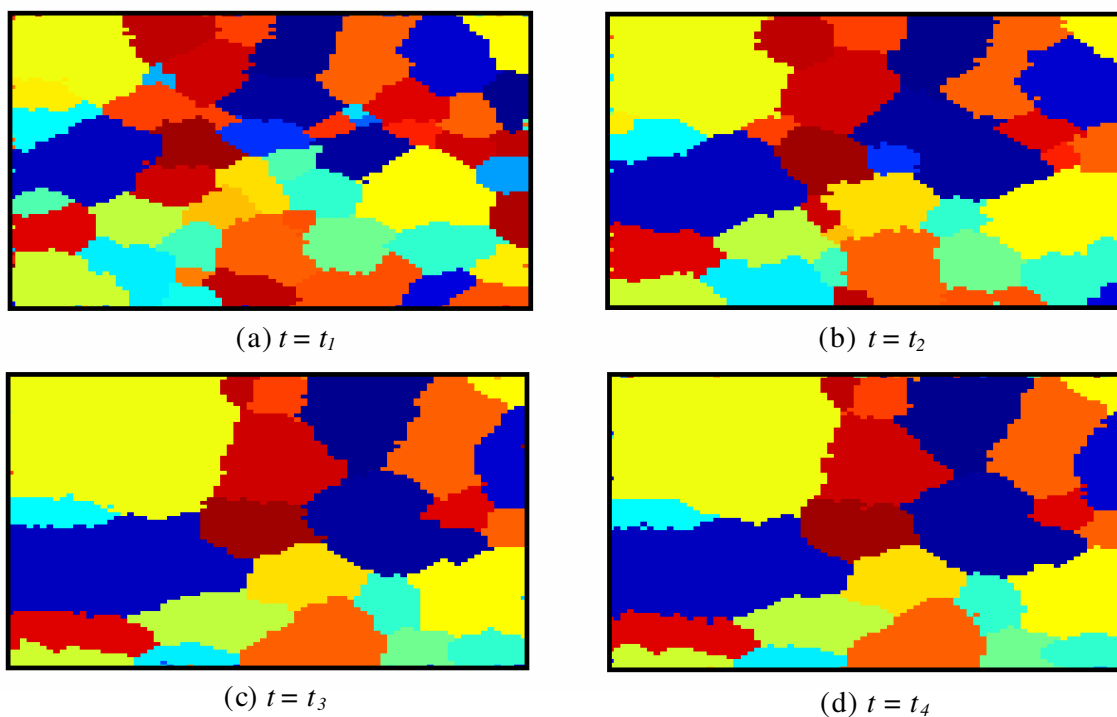 (a) t = t1
(b) t = t2
(c) t = t3
(d) t = t4